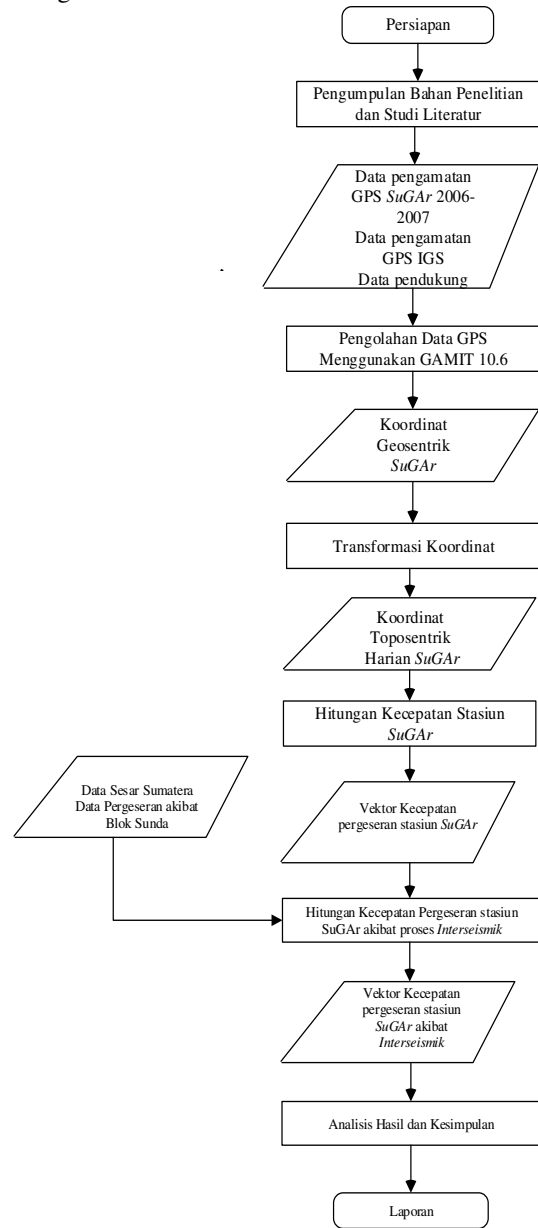 Persiapan
Pengumpulan Bahan Penelitian
dan Studi Literatur
Data pengamatan
GPS SuGAr 2006-
2007
Data pengamatan
GPS IGS
Data pendukung
Pengolahan Data GPS
Menggunakan GAMIT 10.6
Koordinat
Geosentrik
SuGAr
Transformasi Koordinat
Koordinat
Toposentrik
Harian SuGAr
Hitungan Kecepatan Stasiun
SuGAr
Data Sesar Sumatera
Data Pergeseran akibat
Blok Sunda
Vektor Kecepatan
pergeseran stasiun SuGAr
Hitungan Kecepatan Pergeseran stasiun
SuGAr akibat proses Interseismik
Vektor Kecepatan
pergeseran stasiun
SuGAr akibat
Interseismik
Analisis Hasil dan Kesimpulan
Laporan